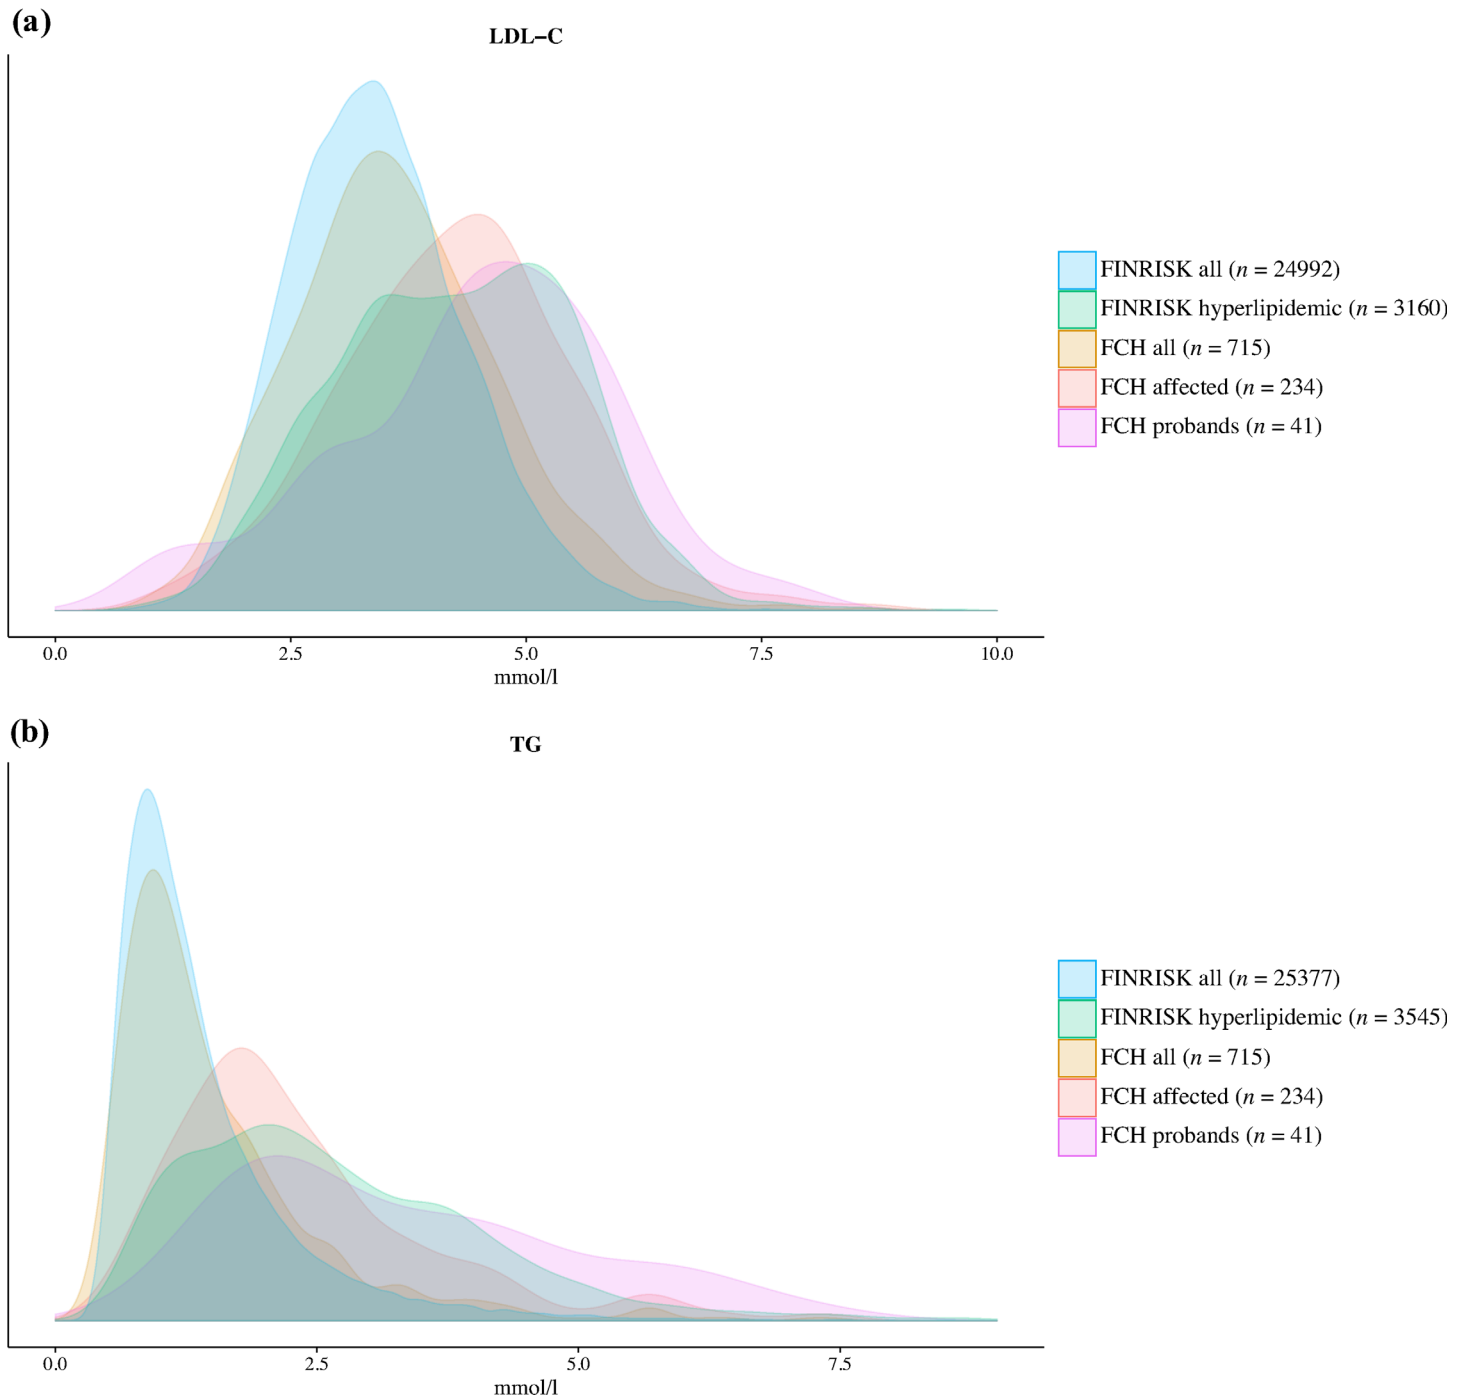 (a)
LDL−C
FINRISK all (n = 24992)
FINRISK hyperlipidemic (n = 3160)
FCH all (n = 715)
FCH affected (n = 234)
FCH probands (n = 41)
0.0 2.5 5.0 7.5 10.0
mmol/l
(b)
TG
FINRISK all (n = 25377)
FINRISK hyperlipidemic (n = 3545)
FCH all (n = 715)
FCH affected (n = 234)
FCH probands (n = 41)
0.0 2.5 5.0 7.5
mmol/l